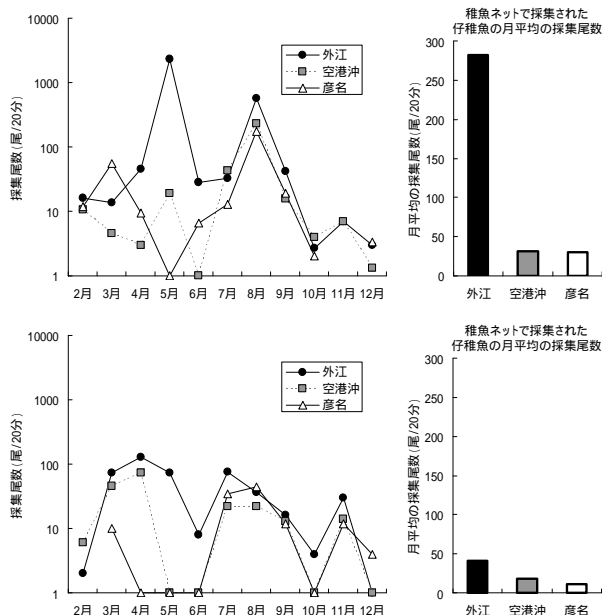 10000
1000
100
10
1
採集尾数(尾/20分)
外江
空港沖
彦名
2月 3月 4月 5月 6月 7月 8月 9月 10月 11月 12月
稚魚ネットで採集された
仔稚魚の月平均の採集尾数
300
250
200
150
100
50
0
月平均の採集尾数(尾/20分)
外江 空港沖 彦名
10000
1000
100
10
1
採集尾数(尾/20分)
外江
空港沖
彦名
2月 3月 4月 5月 6月 7月 8月 9月 10月 11月 12月
稚魚ネットで採集された
仔稚魚の月平均の採集尾数
300
250
200
150
100
50
0
月平均の採集尾数(尾/20分)
外江 空港沖 彦名